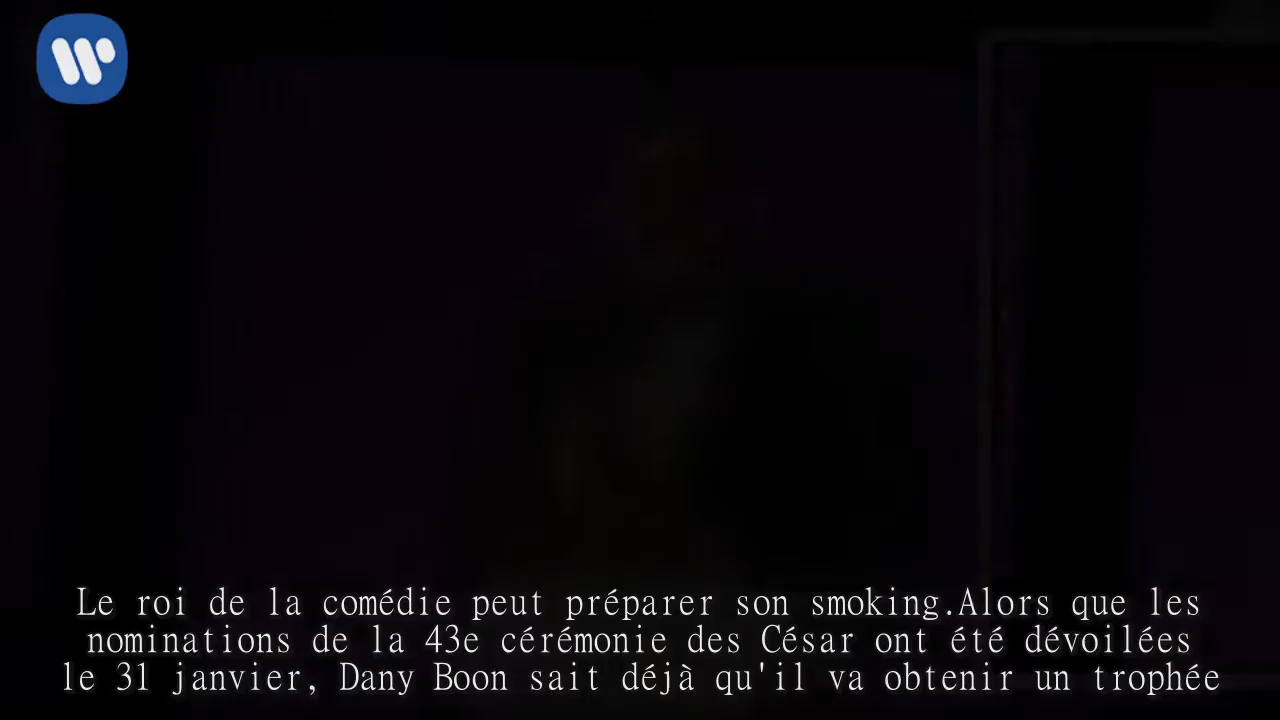 Le roi de la comédie peut préparer son smoking.Alors que les
nominations de la 43e cérémonie des César ont été dévoilées
le 31 janvier, Dany Boon sait déjà qu'il va obtenir un trophée